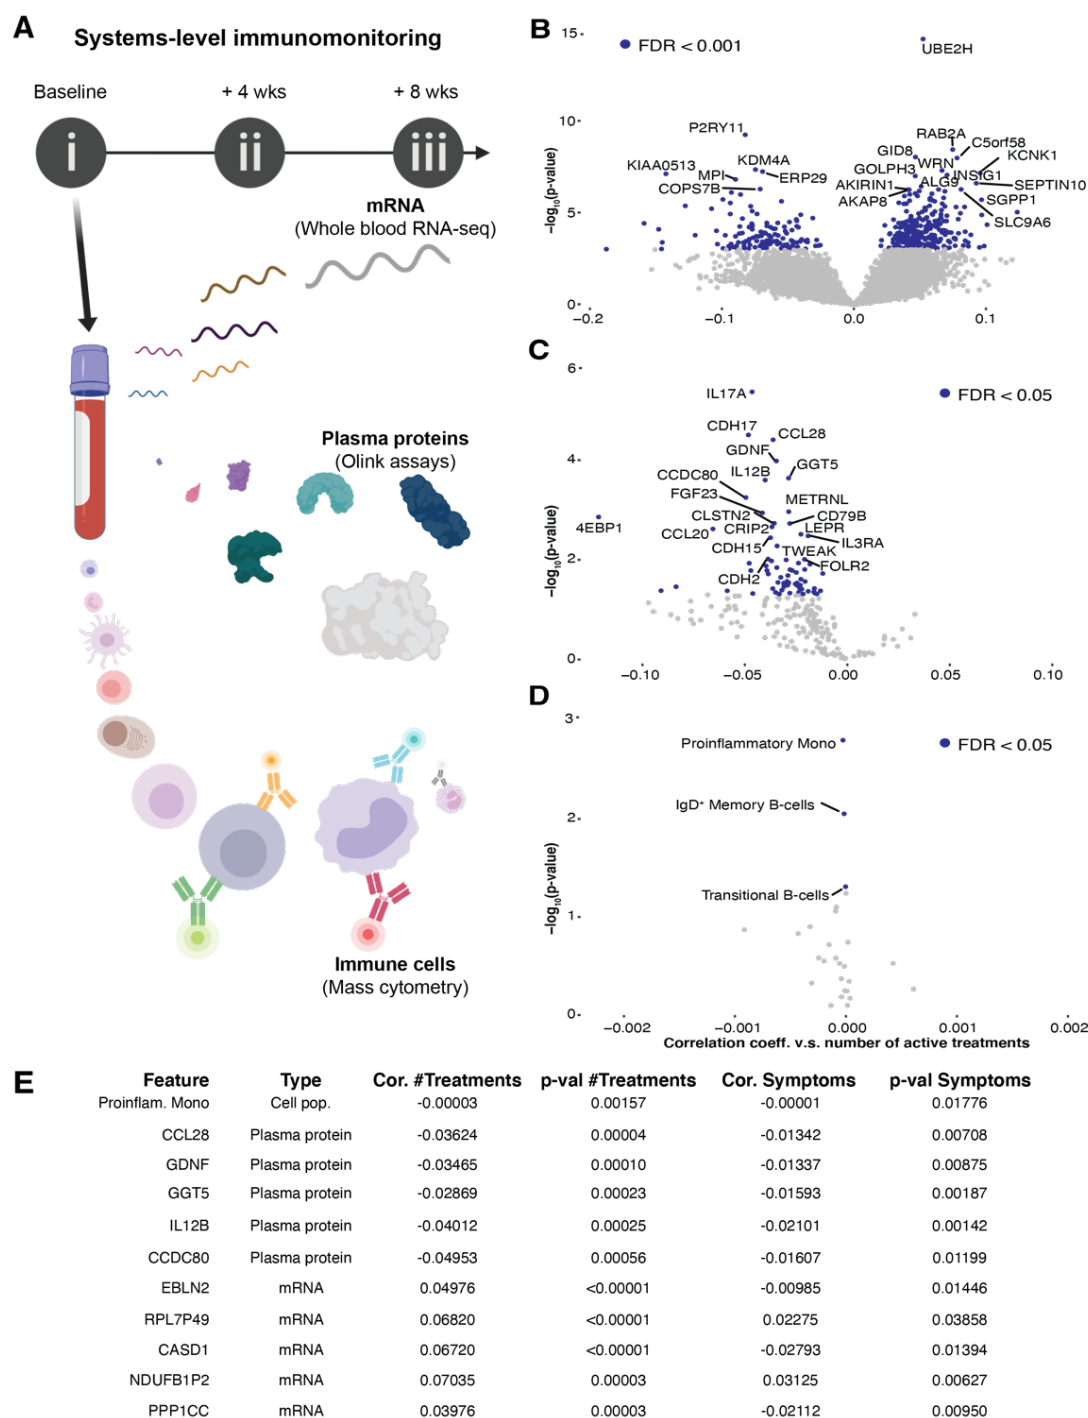 A
Systems-level immunomonitoring
Baseline
+ 4 wks
+ 8 wks
i
ii
iii
mRNA
(Whole blood RNA-seq)
Plasma proteins
(Olink assays)
Immune cells
(Mass cytometry)
B
FDR < 0.001
−log10(p-value)
15
10
5
0
−0.2
−0.1
0.0
0.1
UBE2H
P2RY11
KIAA0513
MPI
KDM4A
ERP29
COPS7B
RAB2A
C5orf58
GID8
WRN
KCNK1
GOLPH3
INSIG1
AKIRIN1
ALG9
SEPTIN10
AKAP8
SGPP1
SLC9A6
C
FDR < 0.05
−log10(p-value)
6
4
2
0
−0.10
−0.05
0.00
0.05
0.10
IL17A
CDH17
CCL28
GDNF
IL12B
GGT5
CCDC80
FGF23
METRNL
CLSTN2
CD79B
4EBP1
CCL20
CRIP2
LEPR
IL3RA
CDH15
TWEAK
FOLR2
CDH2
D
FDR < 0.05
−log10(p-value)
3
2
1
0
Proinflammatory Mono
IgD+ Memory B-cells
Transitional B-cells
−0.002
−0.001
0.000
0.001
0.002
Correlation coeff. v.s. number of active treatments
E
Feature Type Cor. #Treatments p-val #Treatments Cor. Symptoms p-val Symptoms
Proinflam. Mono Cell pop. -0.00003 0.00157 -0.00001 0.01776
CCL28 Plasma protein -0.03624 0.00004 -0.01342 0.00708
GDNF Plasma protein -0.03465 0.00010 -0.01337 0.00875
GGT5 Plasma protein -0.02869 0.00023 -0.01593 0.00187
IL12B Plasma protein -0.04012 0.00025 -0.02101 0.00142
CCDC80 Plasma protein -0.04953 0.00056 -0.01607 0.01199
EBLN2 mRNA 0.04976 <0.00001 -0.00985 0.01446
RPL7P49 mRNA 0.06820 <0.00001 0.02275 0.03858
CASD1 mRNA 0.06720 <0.00001 -0.02793 0.01394
NDUFB1P2 mRNA 0.07035 0.00003 0.03125 0.00627
PPP1CC mRNA 0.03976 0.00003 -0.02112 0.00950